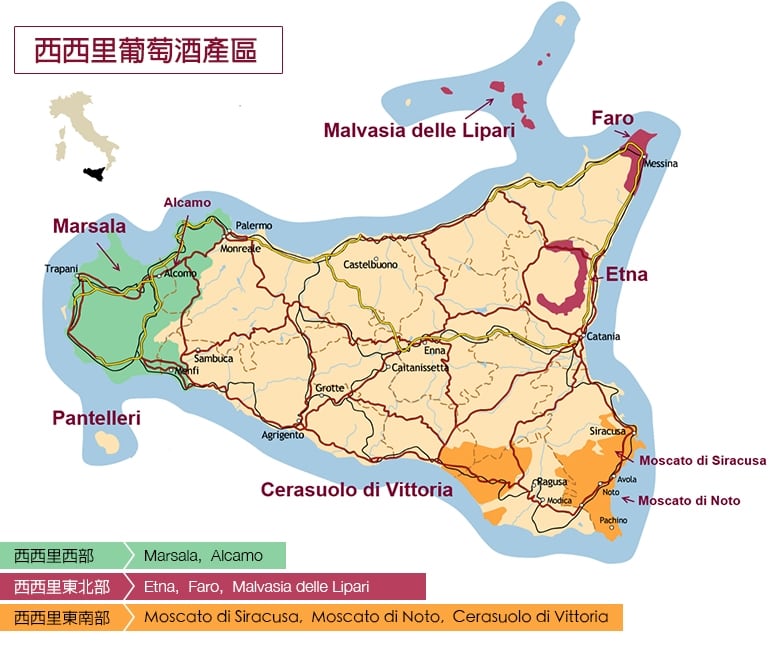 西西里葡萄酒產區
Malvasia delle Lipari
Faro
Messina
Alcamo
Marsala
Palermo
Monreale
Trapani
Alcomo
Castelbuono
Etna
Catania
Enna
Caltanissetta
Sambuca
Menfi
Grotte
Pantelleri
Agrigento
Siracusa
Moscato di Siracusa
Cerasuolo di Vittoria
Ragusa
Avola
Noto
Modica
Moscato di Noto
Pachino
西西里西部 Marsala, Alcamo
西西里東北部 Etna, Faro, Malvasia delle Lipari
西西里東南部 Moscato di Siracusa, Moscato di Noto, Cerasuolo di Vittoria